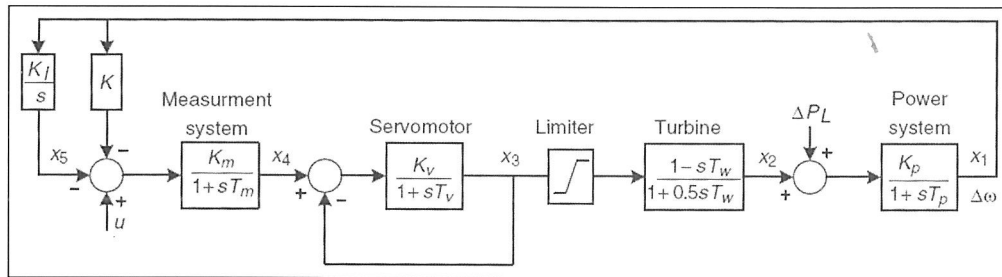 K_I
s
K
Measurment
system
Servomotor
Limiter
Turbine
ΔP_L
Power
system
x_5
−
−
+
u
K_m
1+sT_m
x_4
+
−
K_v
1+sT_v
x_3
1−sT_w
1+0.5sT_w
x_2
+
+
K_p
1+sT_p
x_1
Δω